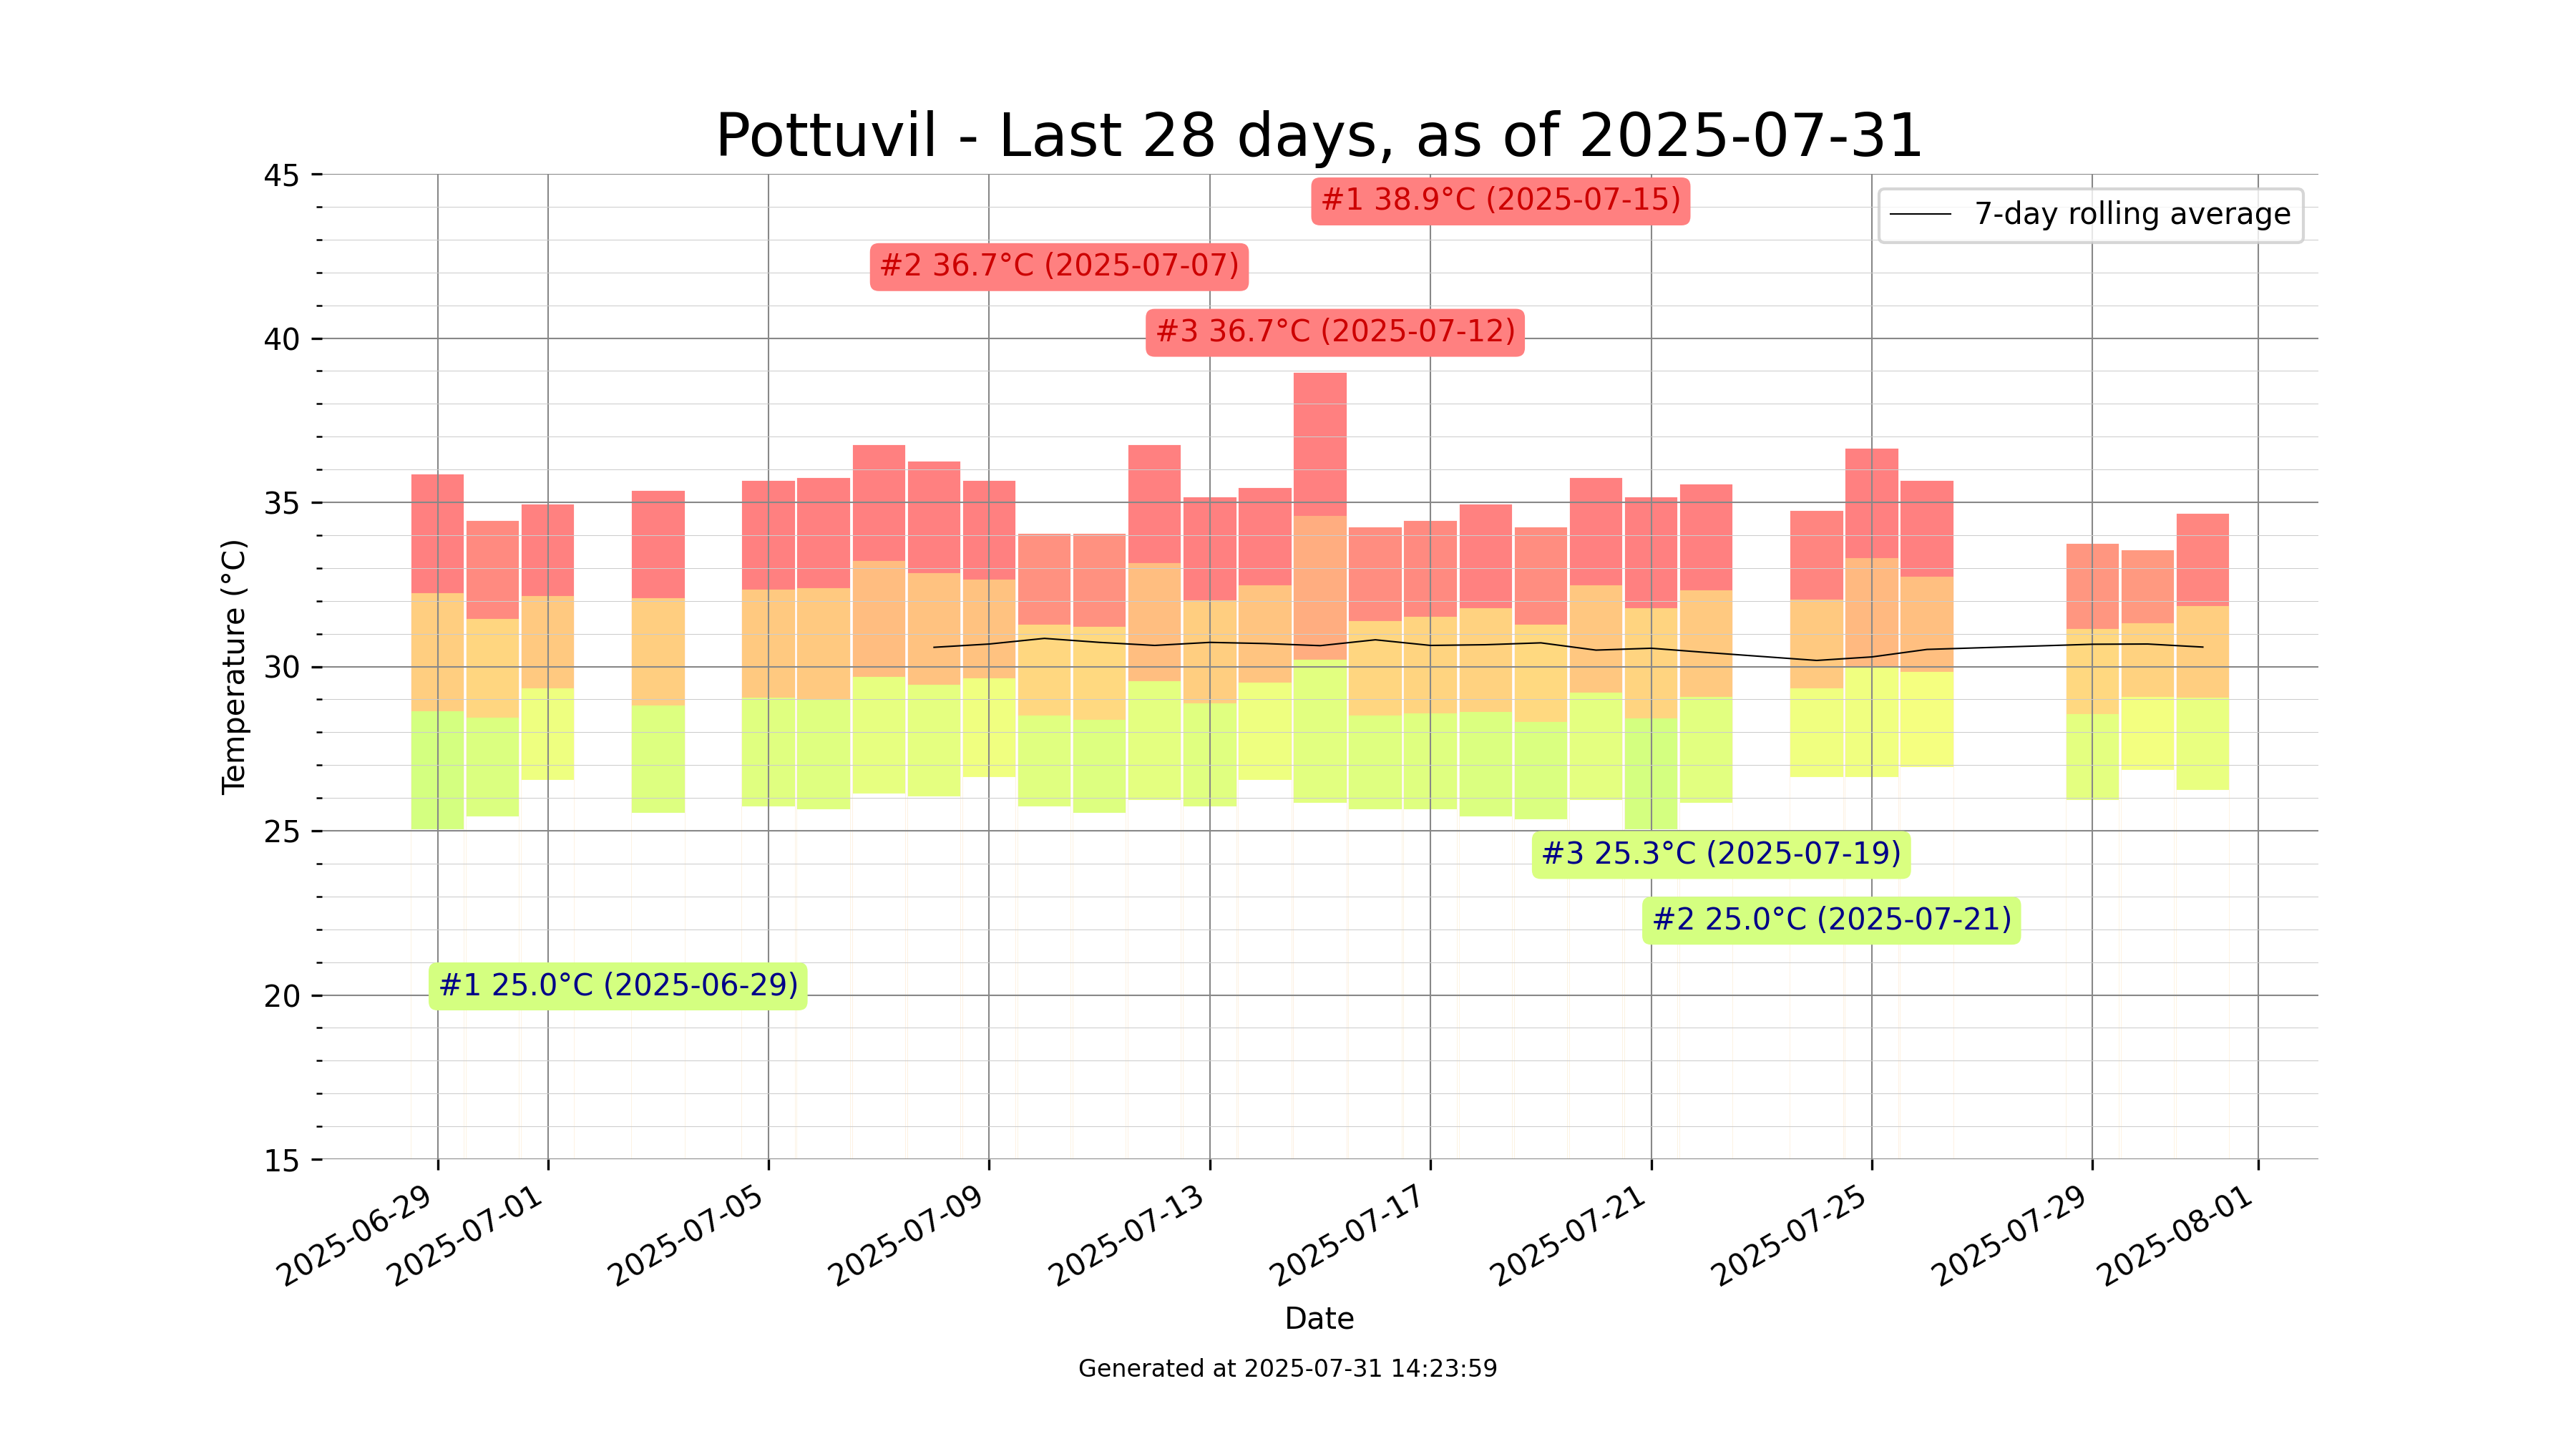 Pottuvil - Last 28 days, as of 2025-07-31
45
40
35
30
25
20
15
Temperature (°C)
#1 38.9°C (2025-07-15)
7-day rolling average
#2 36.7°C (2025-07-07)
#3 36.7°C (2025-07-12)
#3 25.3°C (2025-07-19)
#2 25.0°C (2025-07-21)
#1 25.0°C (2025-06-29)
2025-06-29
2025-07-01
2025-07-05
2025-07-09
2025-07-13
2025-07-17
2025-07-21
2025-07-25
2025-07-29
2025-08-01
Date
Generated at 2025-07-31 14:23:59